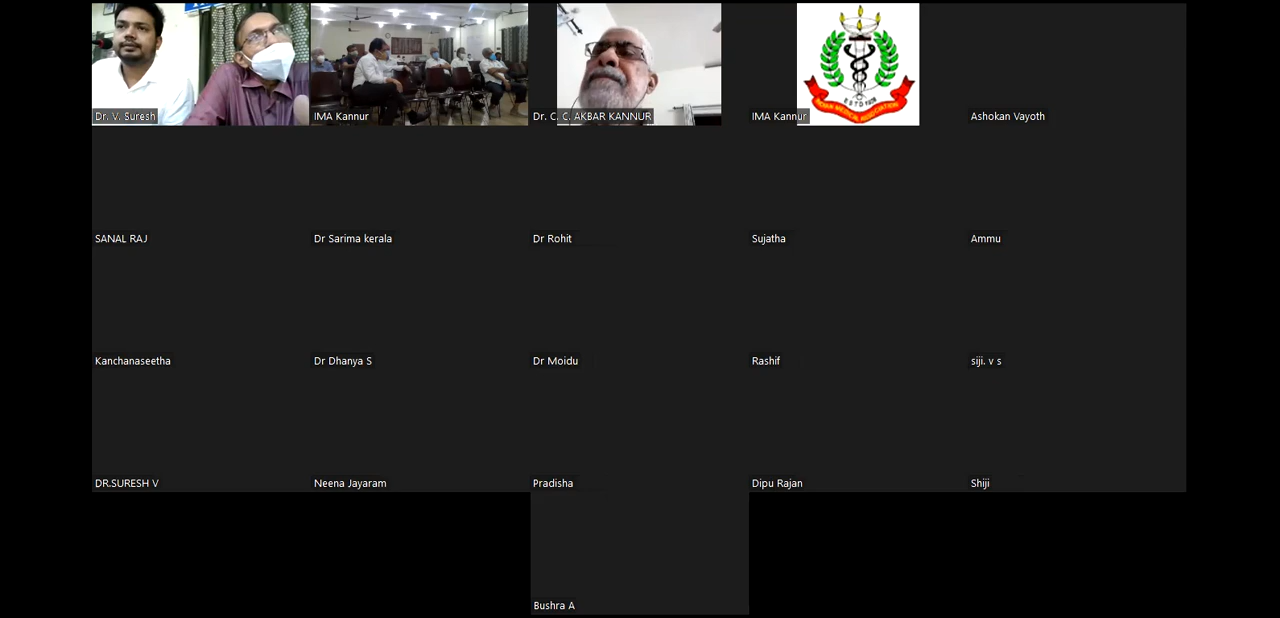 Dr. V. Suresh
IMA Kannur
Dr. C. C. AKBAR KANNUR
IMA Kannur
Ashokan Vayoth
SANAL RAJ
Dr Sarima kerala
Dr Rohit
Sujatha
Ammu
Kanchanaseetha
Dr Dhanya S
Dr Moidu
Rashif
siji. v s
DR.SURESH V
Neena Jayaram
Pradisha
Dipu Rajan
Shiji
Bushra A